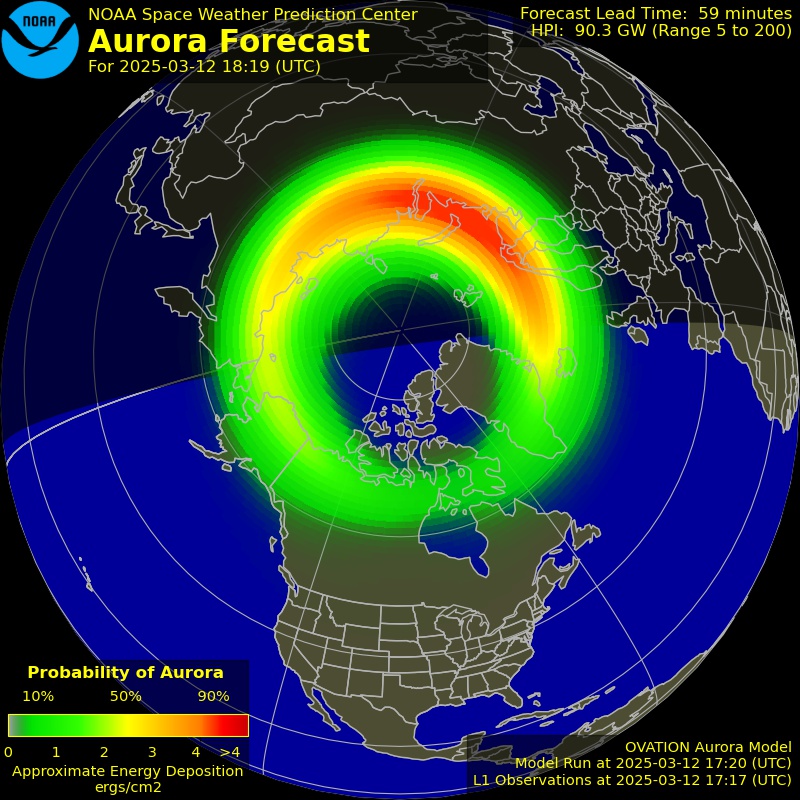 NOAA
NOAA Space Weather Prediction Center
Aurora Forecast
For 2025-03-12 18:19 (UTC)
Forecast Lead Time: 59 minutes
HPI: 90.3 GW (Range 5 to 200)
Probability of Aurora
10% 50% 90%
0 1 2 3 4 >4
Approximate Energy Deposition
ergs/cm2
OVATION Aurora Model
Model Run at 2025-03-12 17:20 (UTC)
L1 Observations at 2025-03-12 17:17 (UTC)